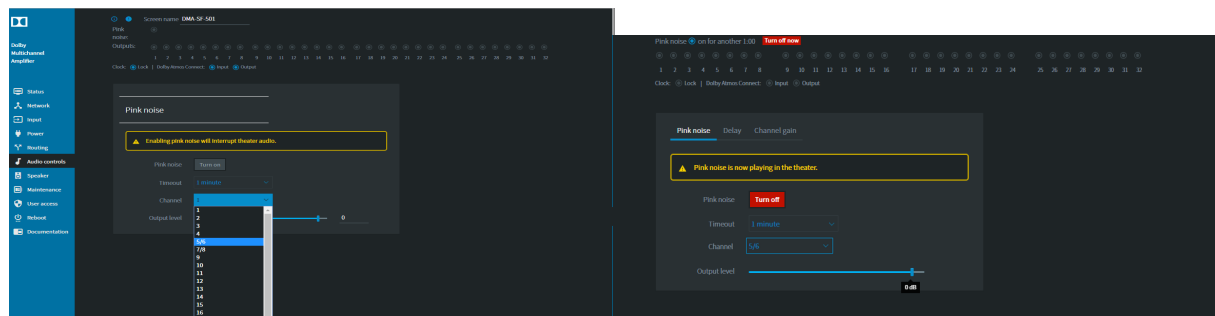 Dolby
Multichannel
Amplifier
Status
Network
Input
Power
Routing
Audio controls
Speaker
Maintenance
User access
Reboot
Documentation
Screen name DMA-SF-501
Pink
noise:
Outputs:
1 2 3 4 5 6 7 8 9 10 11 12 13 14 15 16 17 18 19 20 21 22 23 24 25 26 27 28 29 30 31 32
Clock: Lock | Dolby Atmos Connect: Input Output
Pink noise
Enabling pink noise will interrupt theater audio.
Pink noise Turn on
Timeout 1 minute
Channel 1
1
2
3
4
5/6
7/8
9
10
11
12
13
14
15
16
Output level 0
Pink noise on for another 1:00 Turn off now
1 2 3 4 5 6 7 8 9 10 11 12 13 14 15 16 17 18 19 20 21 22 23 24 25 26 27 28 29 30 31 32
Clock: Lock | Dolby Atmos Connect: Input Output
Pink noise Delay Channel gain
Pink noise is now playing in the theater.
Pink noise Turn off
Timeout 1 minute
Channel 5/6
Output level
0 dB